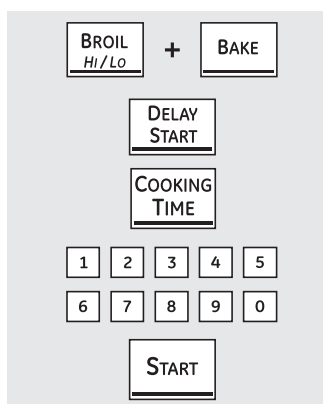 BROIL + BAKE
HI/LO
DELAY
START
COOKING
TIME
1 2 3 4 5
6 7 8 9 0
START